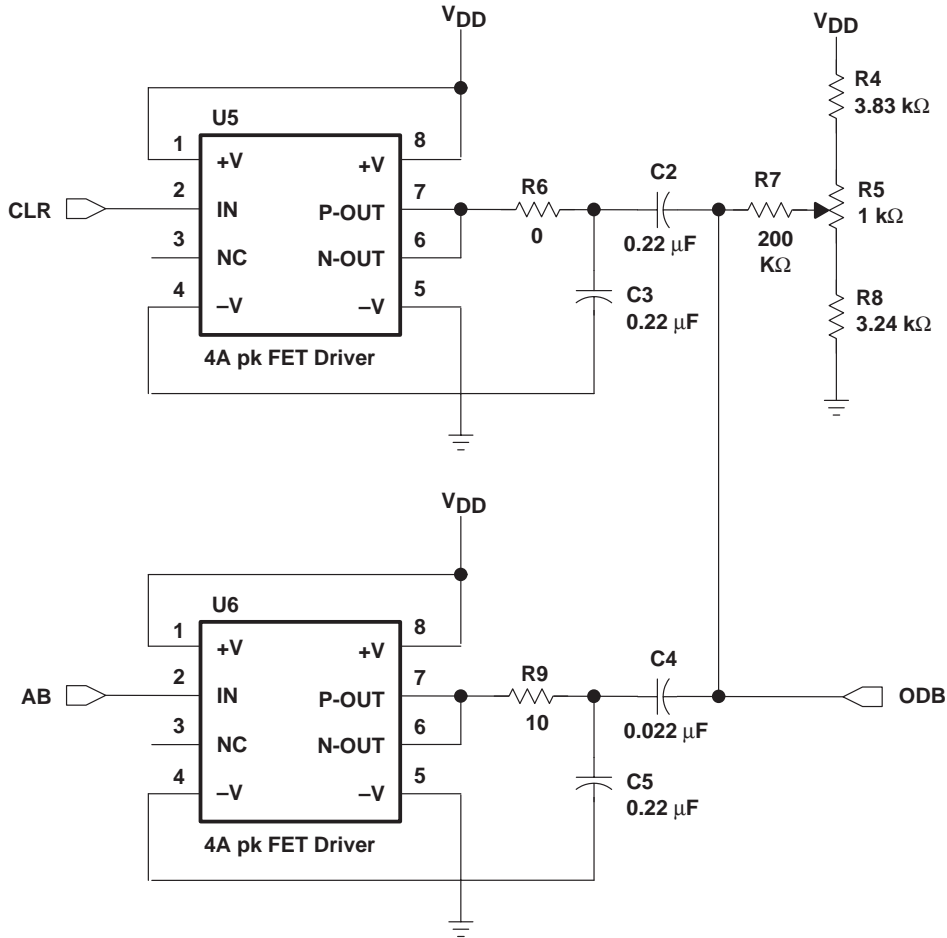 VDD
U5
1
+V
8
+V
CLR
2
IN
7
P-OUT
3
NC
6
N-OUT
4
–V
5
–V
4A pk FET Driver
R6
0
C2
0.22 μF
C3
0.22 μF
R7
200
KΩ
VDD
R4
3.83 kΩ
R5
1 kΩ
R8
3.24 kΩ
VDD
U6
1
+V
8
+V
AB
2
IN
7
P-OUT
3
NC
6
N-OUT
4
–V
5
–V
4A pk FET Driver
R9
10
C4
0.022 μF
C5
0.22 μF
ODB